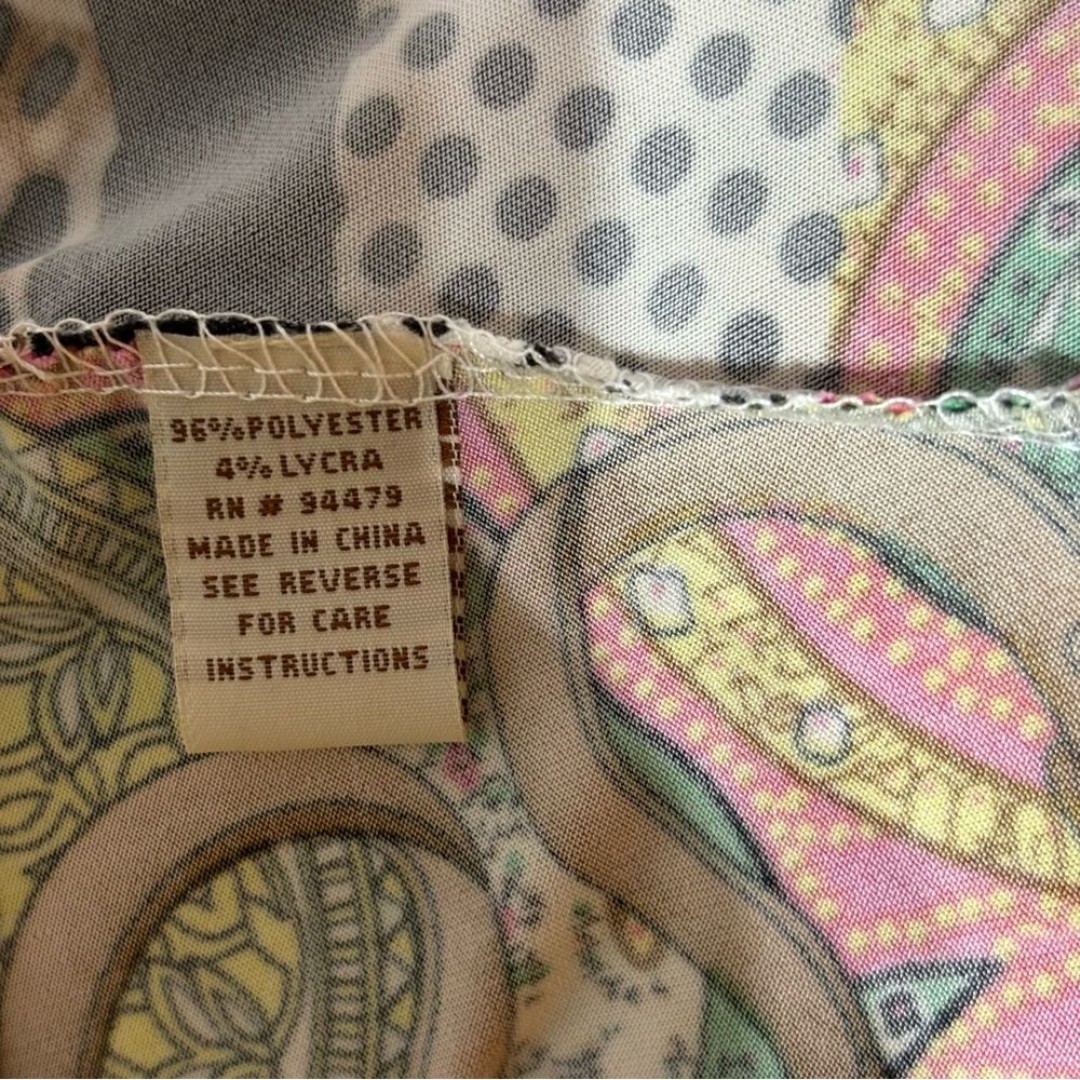 96% POLYESTER
4% LYCRA
RN # 94479
MADE IN CHINA
SEE REVERSE
FOR CARE
INSTRUCTIONS